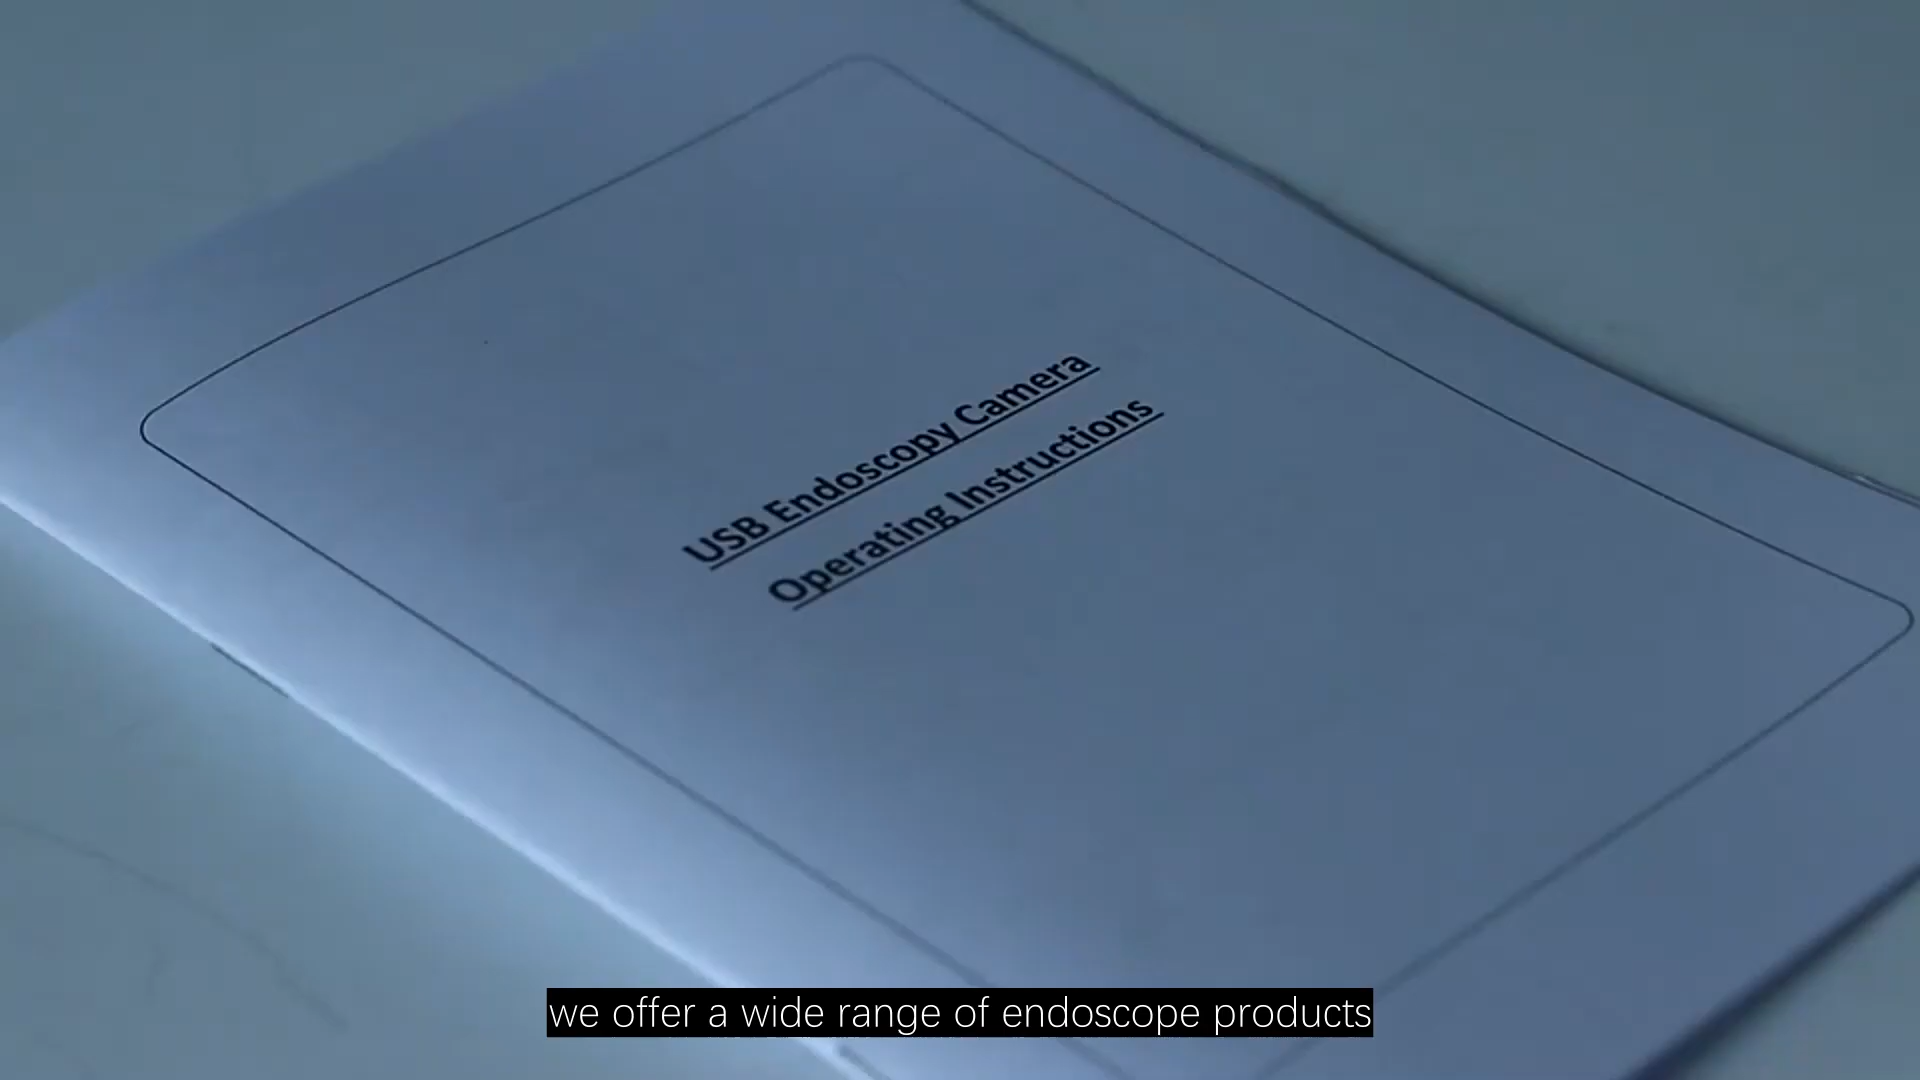 USB Endoscopy Camera
Operating Instructions
we offer a wide range of endoscope products